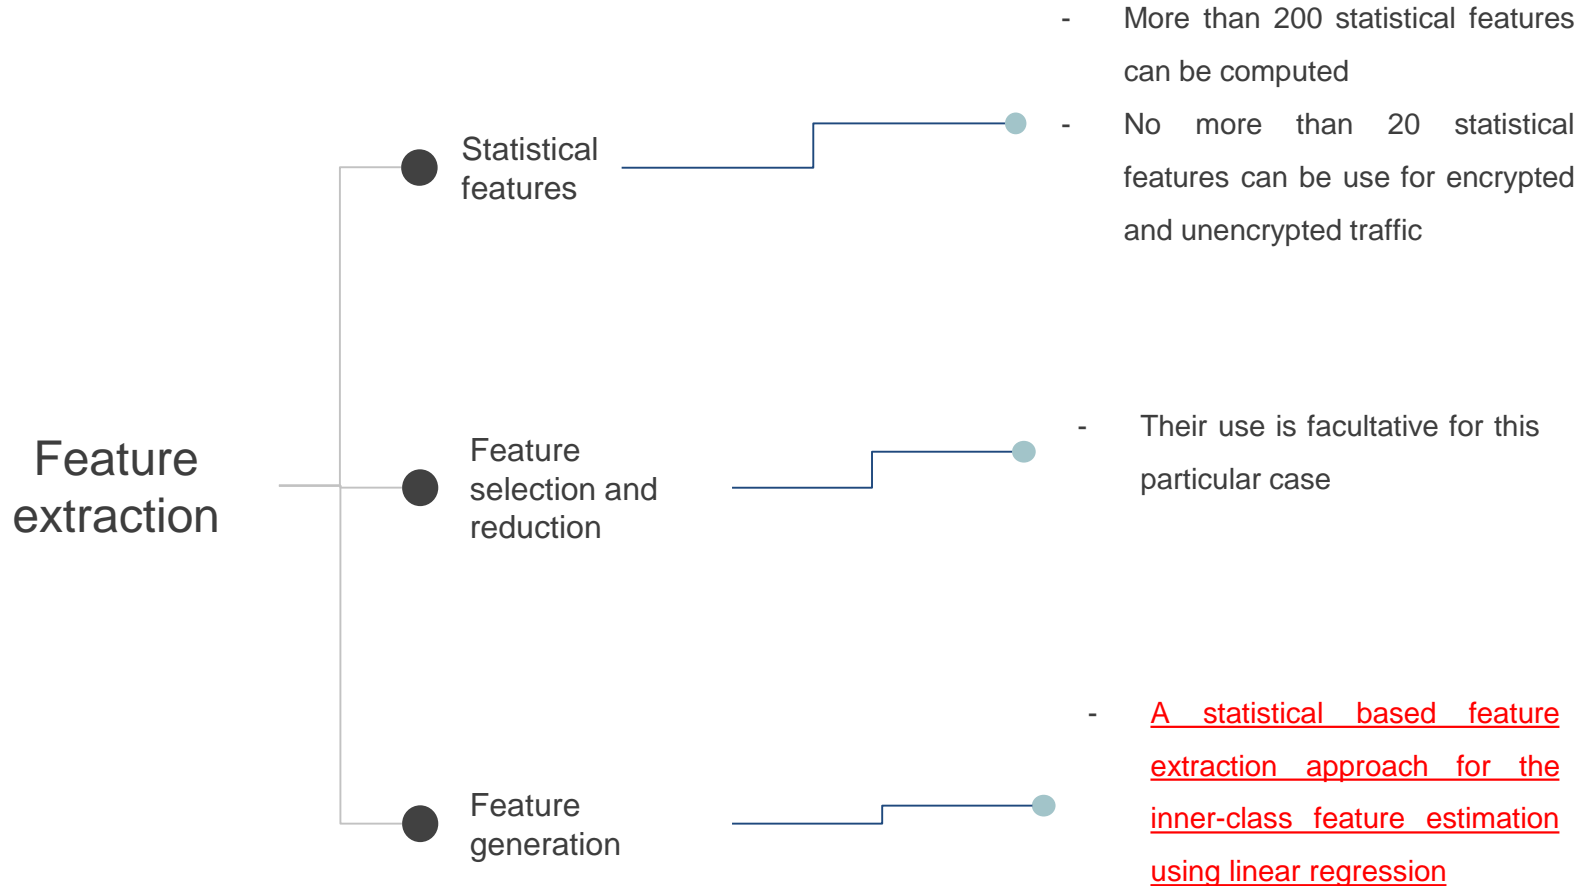 Feature
extraction
Statistical
features
- More than 200 statistical features
can be computed
- No more than 20 statistical
features can be use for encrypted
and unencrypted traffic
Feature
selection and
reduction
- Their use is facultative for this
particular case
Feature
generation
- A statistical based feature
extraction approach for the
inner-class feature estimation
using linear regression